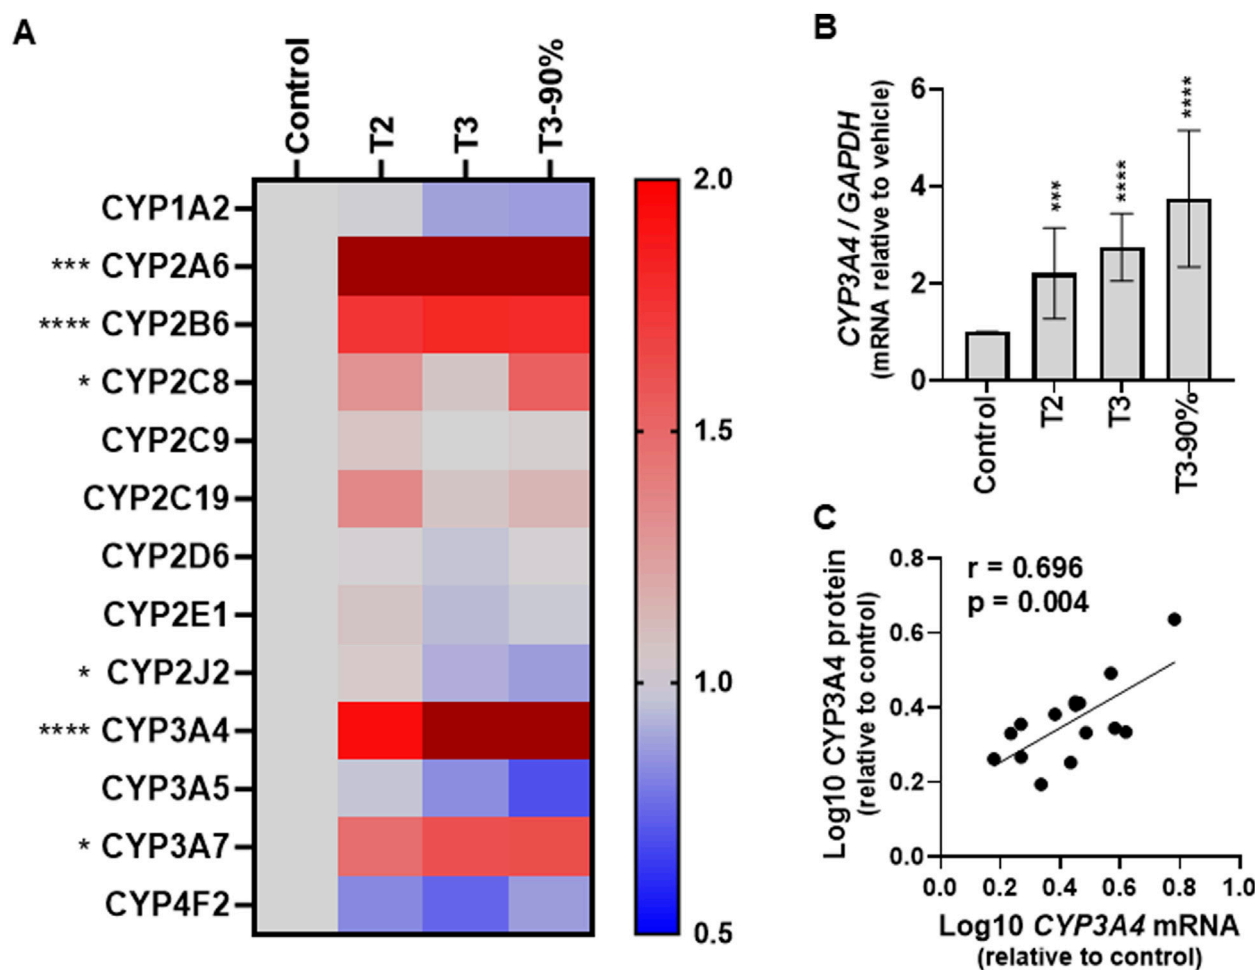 A
Control
T2
T3
T3-90%
CYP1A2
*** CYP2A6
**** CYP2B6
* CYP2C8
CYP2C9
CYP2C19
CYP2D6
CYP2E1
* CYP2J2
**** CYP3A4
CYP3A5
* CYP3A7
CYP4F2
2.0
1.5
1.0
0.5
B
CYP3A4 / GAPDH
(mRNA relative to vehicle)
6
4
2
0
***
****
****
Control
T2
T3
T3-90%
C
Log10 CYP3A4 protein
(relative to control)
0.8
0.6
0.4
0.2
0.0
r = 0.696
p = 0.004
0.0 0.2 0.4 0.6 0.8 1.0
Log10 CYP3A4 mRNA
(relative to control)